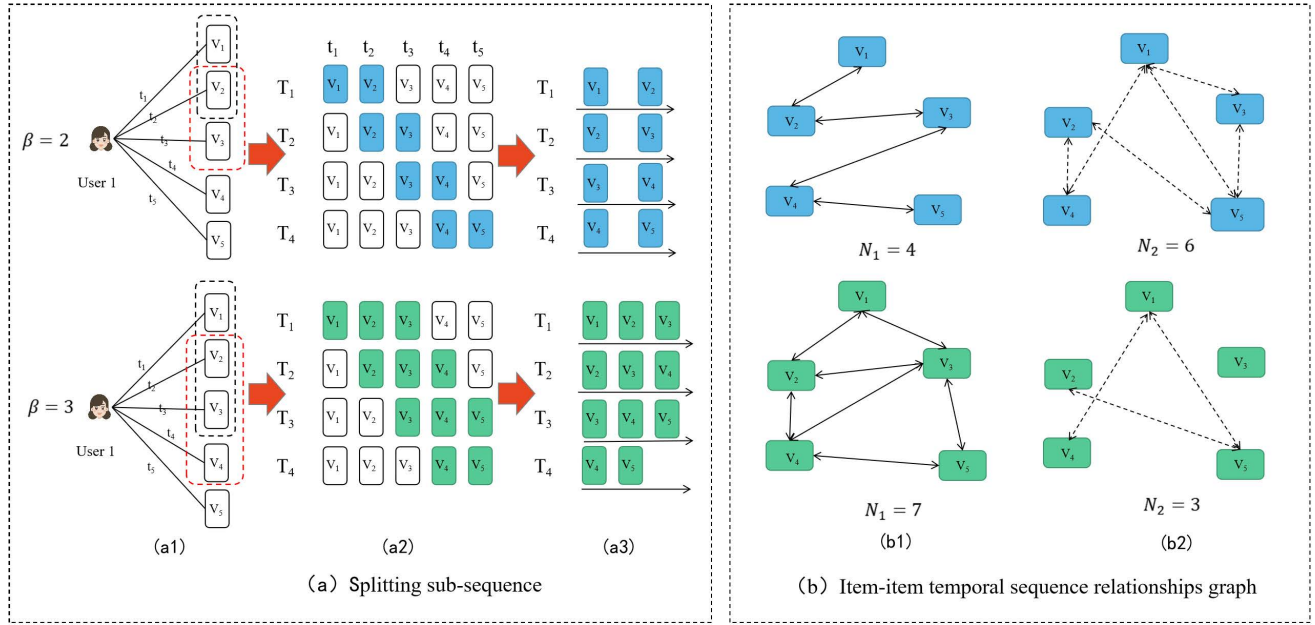 β = 2
User 1
t₁
t₂
t₃
t₄
t₅
V₁
V₂
V₃
V₄
V₅
t₁ t₂ t₃ t₄ t₅
T₁ V₁ V₂ V₃ V₄ V₅
T₂ V₁ V₂ V₃ V₄ V₅
T₃ V₁ V₂ V₃ V₄ V₅
T₄ V₁ V₂ V₃ V₄ V₅
T₁ V₁ V₂
T₂ V₂ V₃
T₃ V₃ V₄
T₄ V₄ V₅
β = 3
User 1
t₁
t₂
t₃
t₄
t₅
V₁
V₂
V₃
V₄
V₅
T₁ V₁ V₂ V₃ V₄ V₅
T₂ V₁ V₂ V₃ V₄ V₅
T₃ V₁ V₂ V₃ V₄ V₅
T₄ V₁ V₂ V₃ V₄ V₅
T₁ V₁ V₂ V₃
T₂ V₂ V₃ V₄
T₃ V₃ V₄ V₅
T₄ V₄ V₅
(a1) (a2) (a3)
(a) Splitting sub-sequence
V₁
V₂ V₃
V₄ V₅
N₁ = 4
V₁
V₂ V₃
V₄ V₅
N₂ = 6
V₁
V₂ V₃
V₄ V₅
N₁ = 7
V₁
V₂ V₃
V₄ V₅
N₂ = 3
(b1) (b2)
(b) Item-item temporal sequence relationships graph